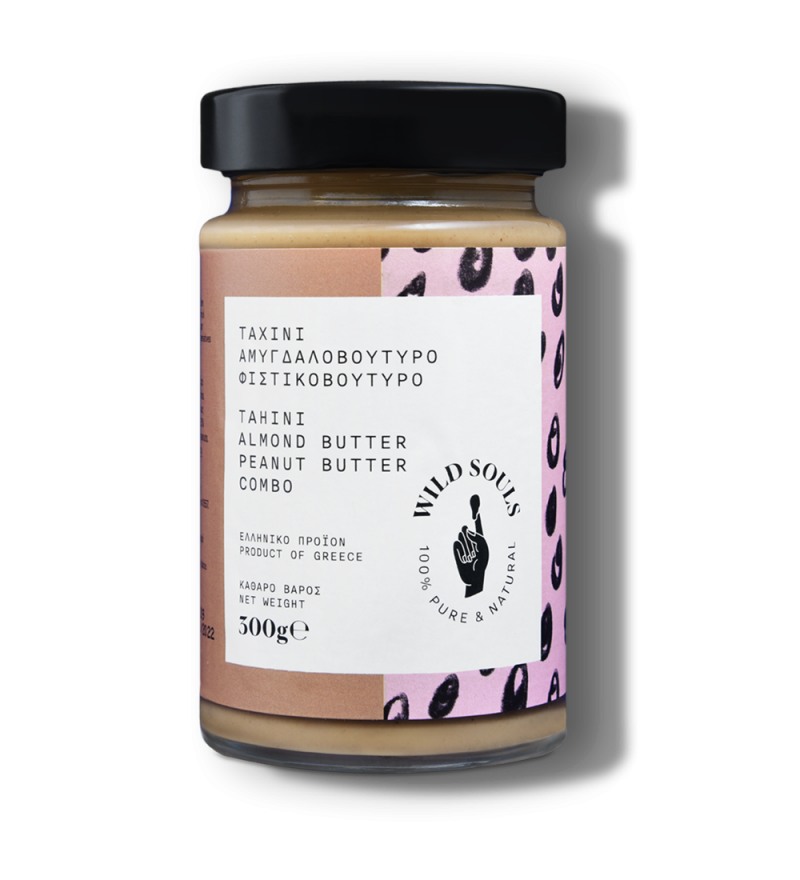 ΤΑΧΙΝΙ
ΑΜΥΓΔΑΛΟΒΟΥΤΥΡΟ
ΦΙΣΤΙΚΟΒΟΥΤΥΡΟ
TAHINI
ALMOND BUTTER
PEANUT BUTTER
COMBO
WILD SOULS
100% PURE & NATURAL
ΕΛΛΗΝΙΚΟ ΠΡΟΪΟΝ
PRODUCT OF GREECE
ΚΑΘΑΡΟ ΒΑΡΟΣ
NET WEIGHT
300g℮